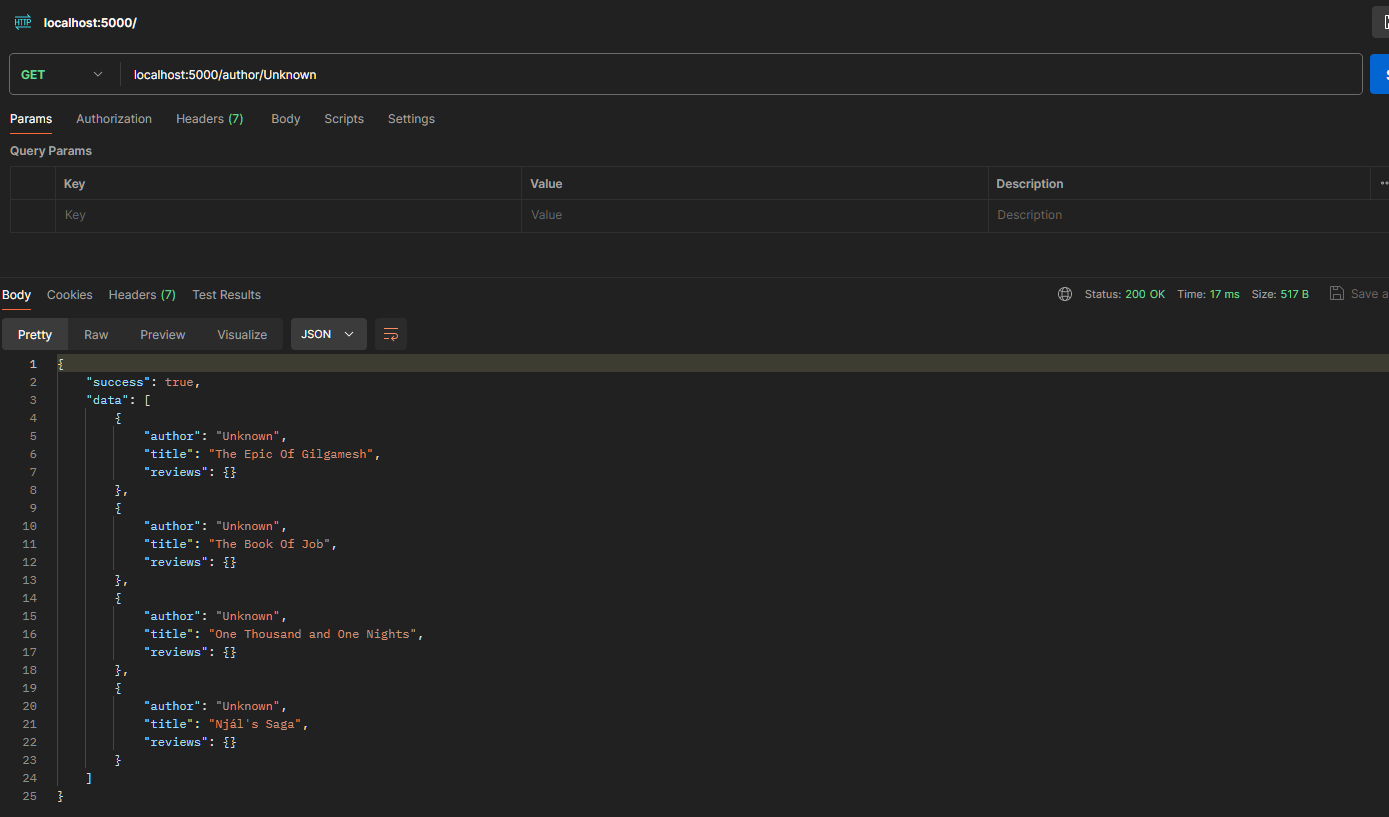 HTTP localhost:5000/
GET localhost:5000/author/Unknown
Params Authorization Headers (7) Body Scripts Settings
Query Params
Key Value Description
Key Value Description
Body Cookies Headers (7) Test Results Status: 200 OK Time: 17 ms Size: 517 B Save a
Pretty Raw Preview Visualize JSON
1 {
2 "success": true,
3 "data": [
4 {
5 "author": "Unknown",
6 "title": "The Epic Of Gilgamesh",
7 "reviews": {}
8 },
9 {
10 "author": "Unknown",
11 "title": "The Book Of Job",
12 "reviews": {}
13 },
14 {
15 "author": "Unknown",
16 "title": "One Thousand and One Nights",
17 "reviews": {}
18 },
19 {
20 "author": "Unknown",
21 "title": "Njál's Saga",
22 "reviews": {}
23 }
24 ]
25 }